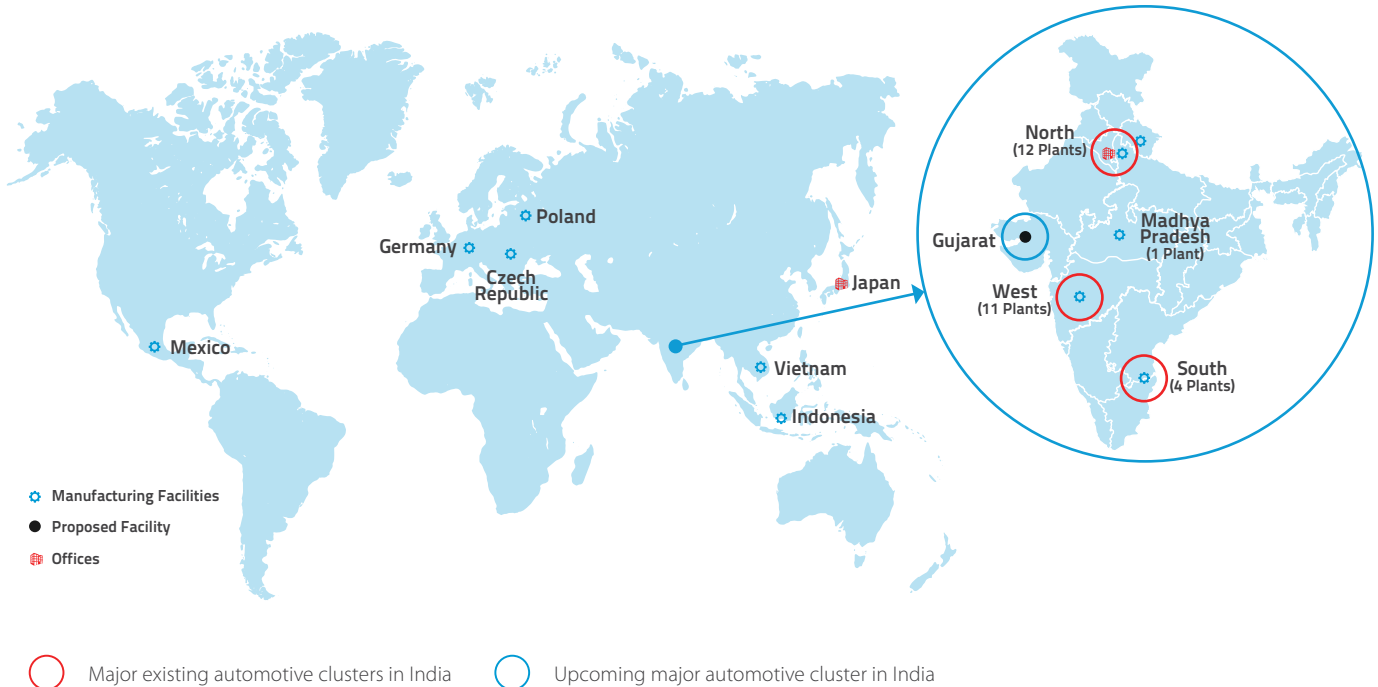 North
(12 Plants)
Poland
Madhya
Pradesh
(1 Plant)
Germany
Gujarat
Czech
Republic
Japan
West
(11 Plants)
Mexico
Vietnam
South
(4 Plants)
Indonesia
Manufacturing Facilities
Proposed Facility
Offices
Major existing automotive clusters in India
Upcoming major automotive cluster in India